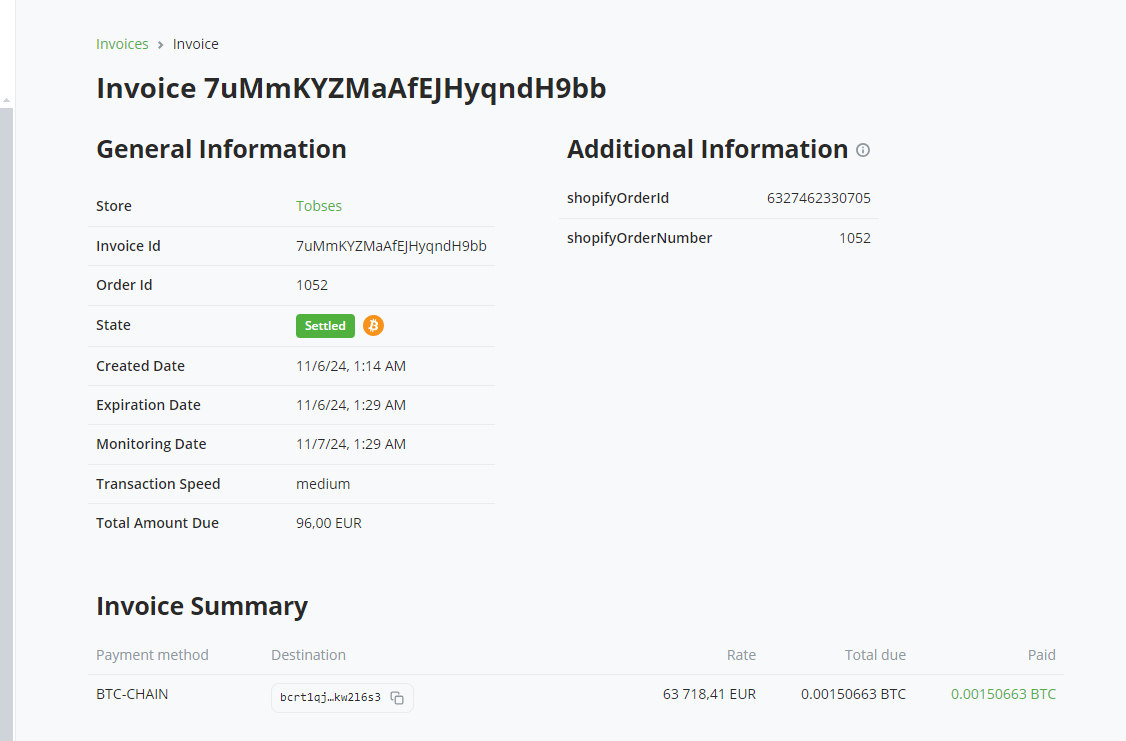 Invoices > Invoice
Invoice 7uMmKYZMaAfEJHyqndH9bb
General Information
Store Tobses
Invoice Id 7uMmKYZMaAfEJHyqndH9bb
Order Id 1052
State Settled
Created Date 11/6/24, 1:14 AM
Expiration Date 11/6/24, 1:29 AM
Monitoring Date 11/7/24, 1:29 AM
Transaction Speed medium
Total Amount Due 96,00 EUR
Additional Information
shopifyOrderId 6327462330705
shopifyOrderNumber 1052
Invoice Summary
Payment method Destination Rate Total due Paid
BTC-CHAIN bcrt1qj…kw2l6s3 63 718,41 EUR 0.00150663 BTC 0.00150663 BTC